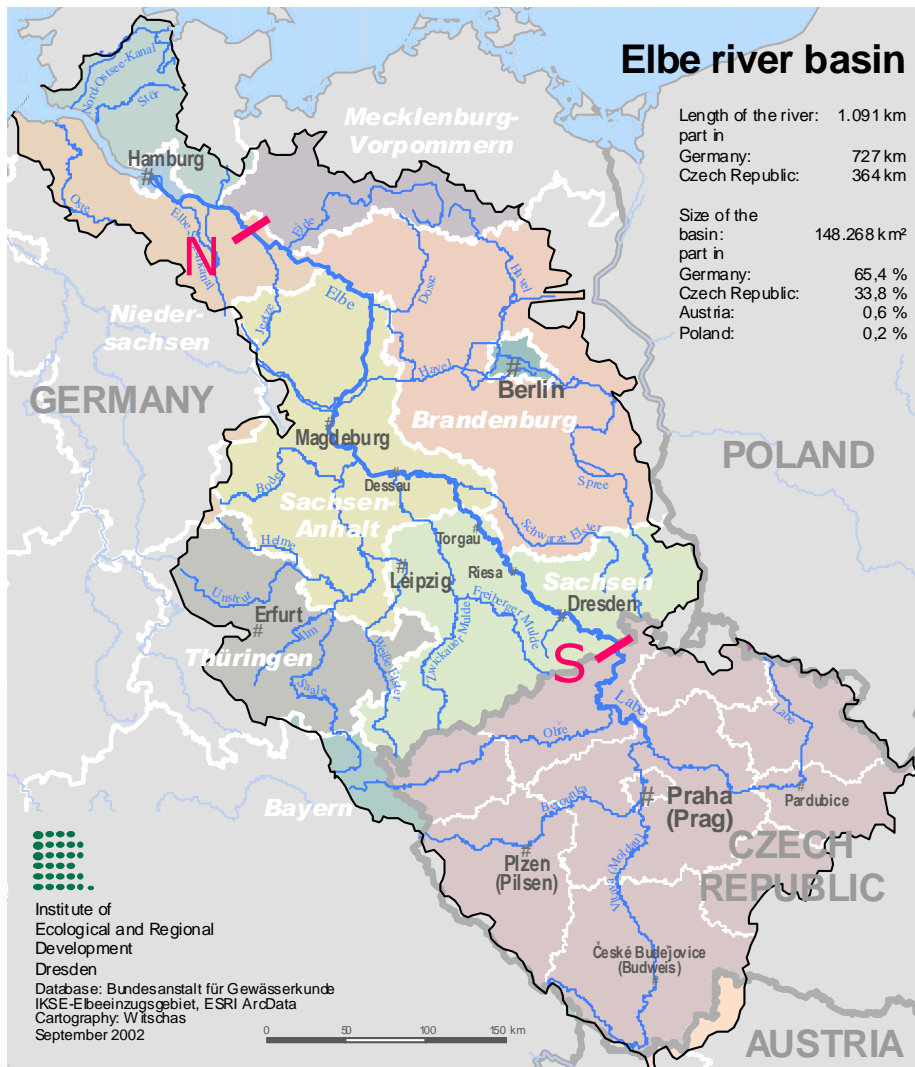 Elbe river basin
Length of the river: 1.091 km
part in
Germany: 727 km
Czech Republic: 364 km
Size of the
basin: 148.268 km²
part in
Germany: 65,4 %
Czech Republic: 33,8 %
Austria: 0,6 %
Poland: 0,2 %
Nord-Ostsee-Kanal
Stör
Mecklenburg-
Vorpommern
Hamburg
#
Oste
Elbe
N
Elde
Havel
Dosse
Elbe
Jeetze
Nieder-
sachsen
Havel
#
Berlin
GERMANY
Brandenburg
#
Magdeburg
POLAND
#
Dessau
Bode
Spree
Sachsen-
Anhalt
Schwarze Elster
#
Torgau
Helme
#
Leipzig
Riesa
Sachsen
Unstrut
Erfurt
#
Freiberger Mulde
Dresden
#
Ilm
Thüringen
Zwickauer Mulde
Weiße Elster
S
Saale
Labe
Labe
Ohře
Bayern
#
Praha
(Prag)
#
Pardubice
Berounka
#
Plzen
(Pilsen)
Vltava (Moldau)
CZECH
REPUBLIC
České Budějovice
(Budweis)
AUSTRIA
Institute of
Ecological and Regional
Development
Dresden
Database: Bundesanstalt für Gewässerkunde
IKSE-Elbeeinzugsgebiet, ESRI ArcData
Cartography: Witschas
September 2002
0 50 100 150 km